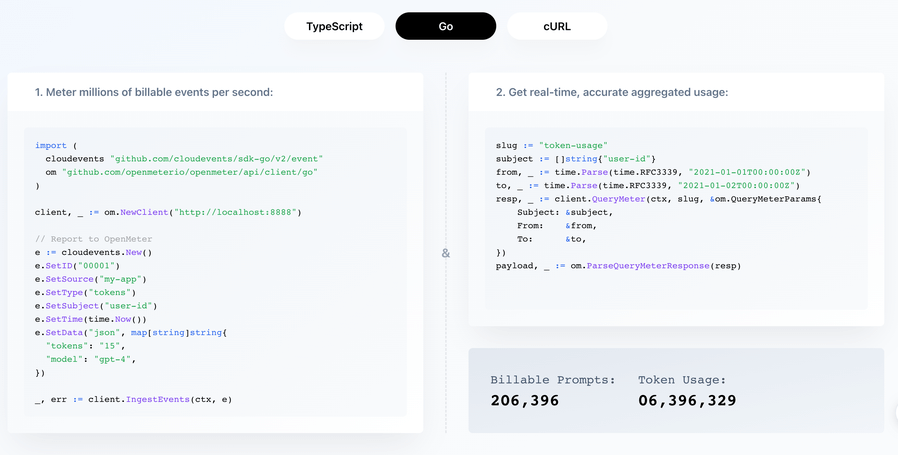 TypeScript
Go
cURL
1. Meter millions of billable events per second:
import (
  cloudevents "github.com/cloudevents/sdk-go/v2/event"
  om "github.com/openmeterio/openmeter/api/client/go"
)
client, _ := om.NewClient("http://localhost:8888")
// Report to OpenMeter
e := cloudevents.New()
e.SetID("00001")
e.SetSource("my-app")
e.SetType("tokens")
e.SetSubject("user-id")
e.SetTime(time.Now())
e.SetData("json", map[string]string{
  "tokens": "15",
  "model": "gpt-4",
})
_, err := client.IngestEvents(ctx, e)
&
2. Get real-time, accurate aggregated usage:
slug := "token-usage"
subject := []string{"user-id"}
from, _ := time.Parse(time.RFC3339, "2021-01-01T00:00:00Z")
to, _ := time.Parse(time.RFC3339, "2021-01-02T00:00:00Z")
resp, _ := client.QueryMeter(ctx, slug, &om.QueryMeterParams{
    Subject: &subject,
    From:    &from,
    To:      &to,
})
payload, _ := om.ParseQueryMeterResponse(resp)
Billable Prompts:
206,396
Token Usage:
06,396,329